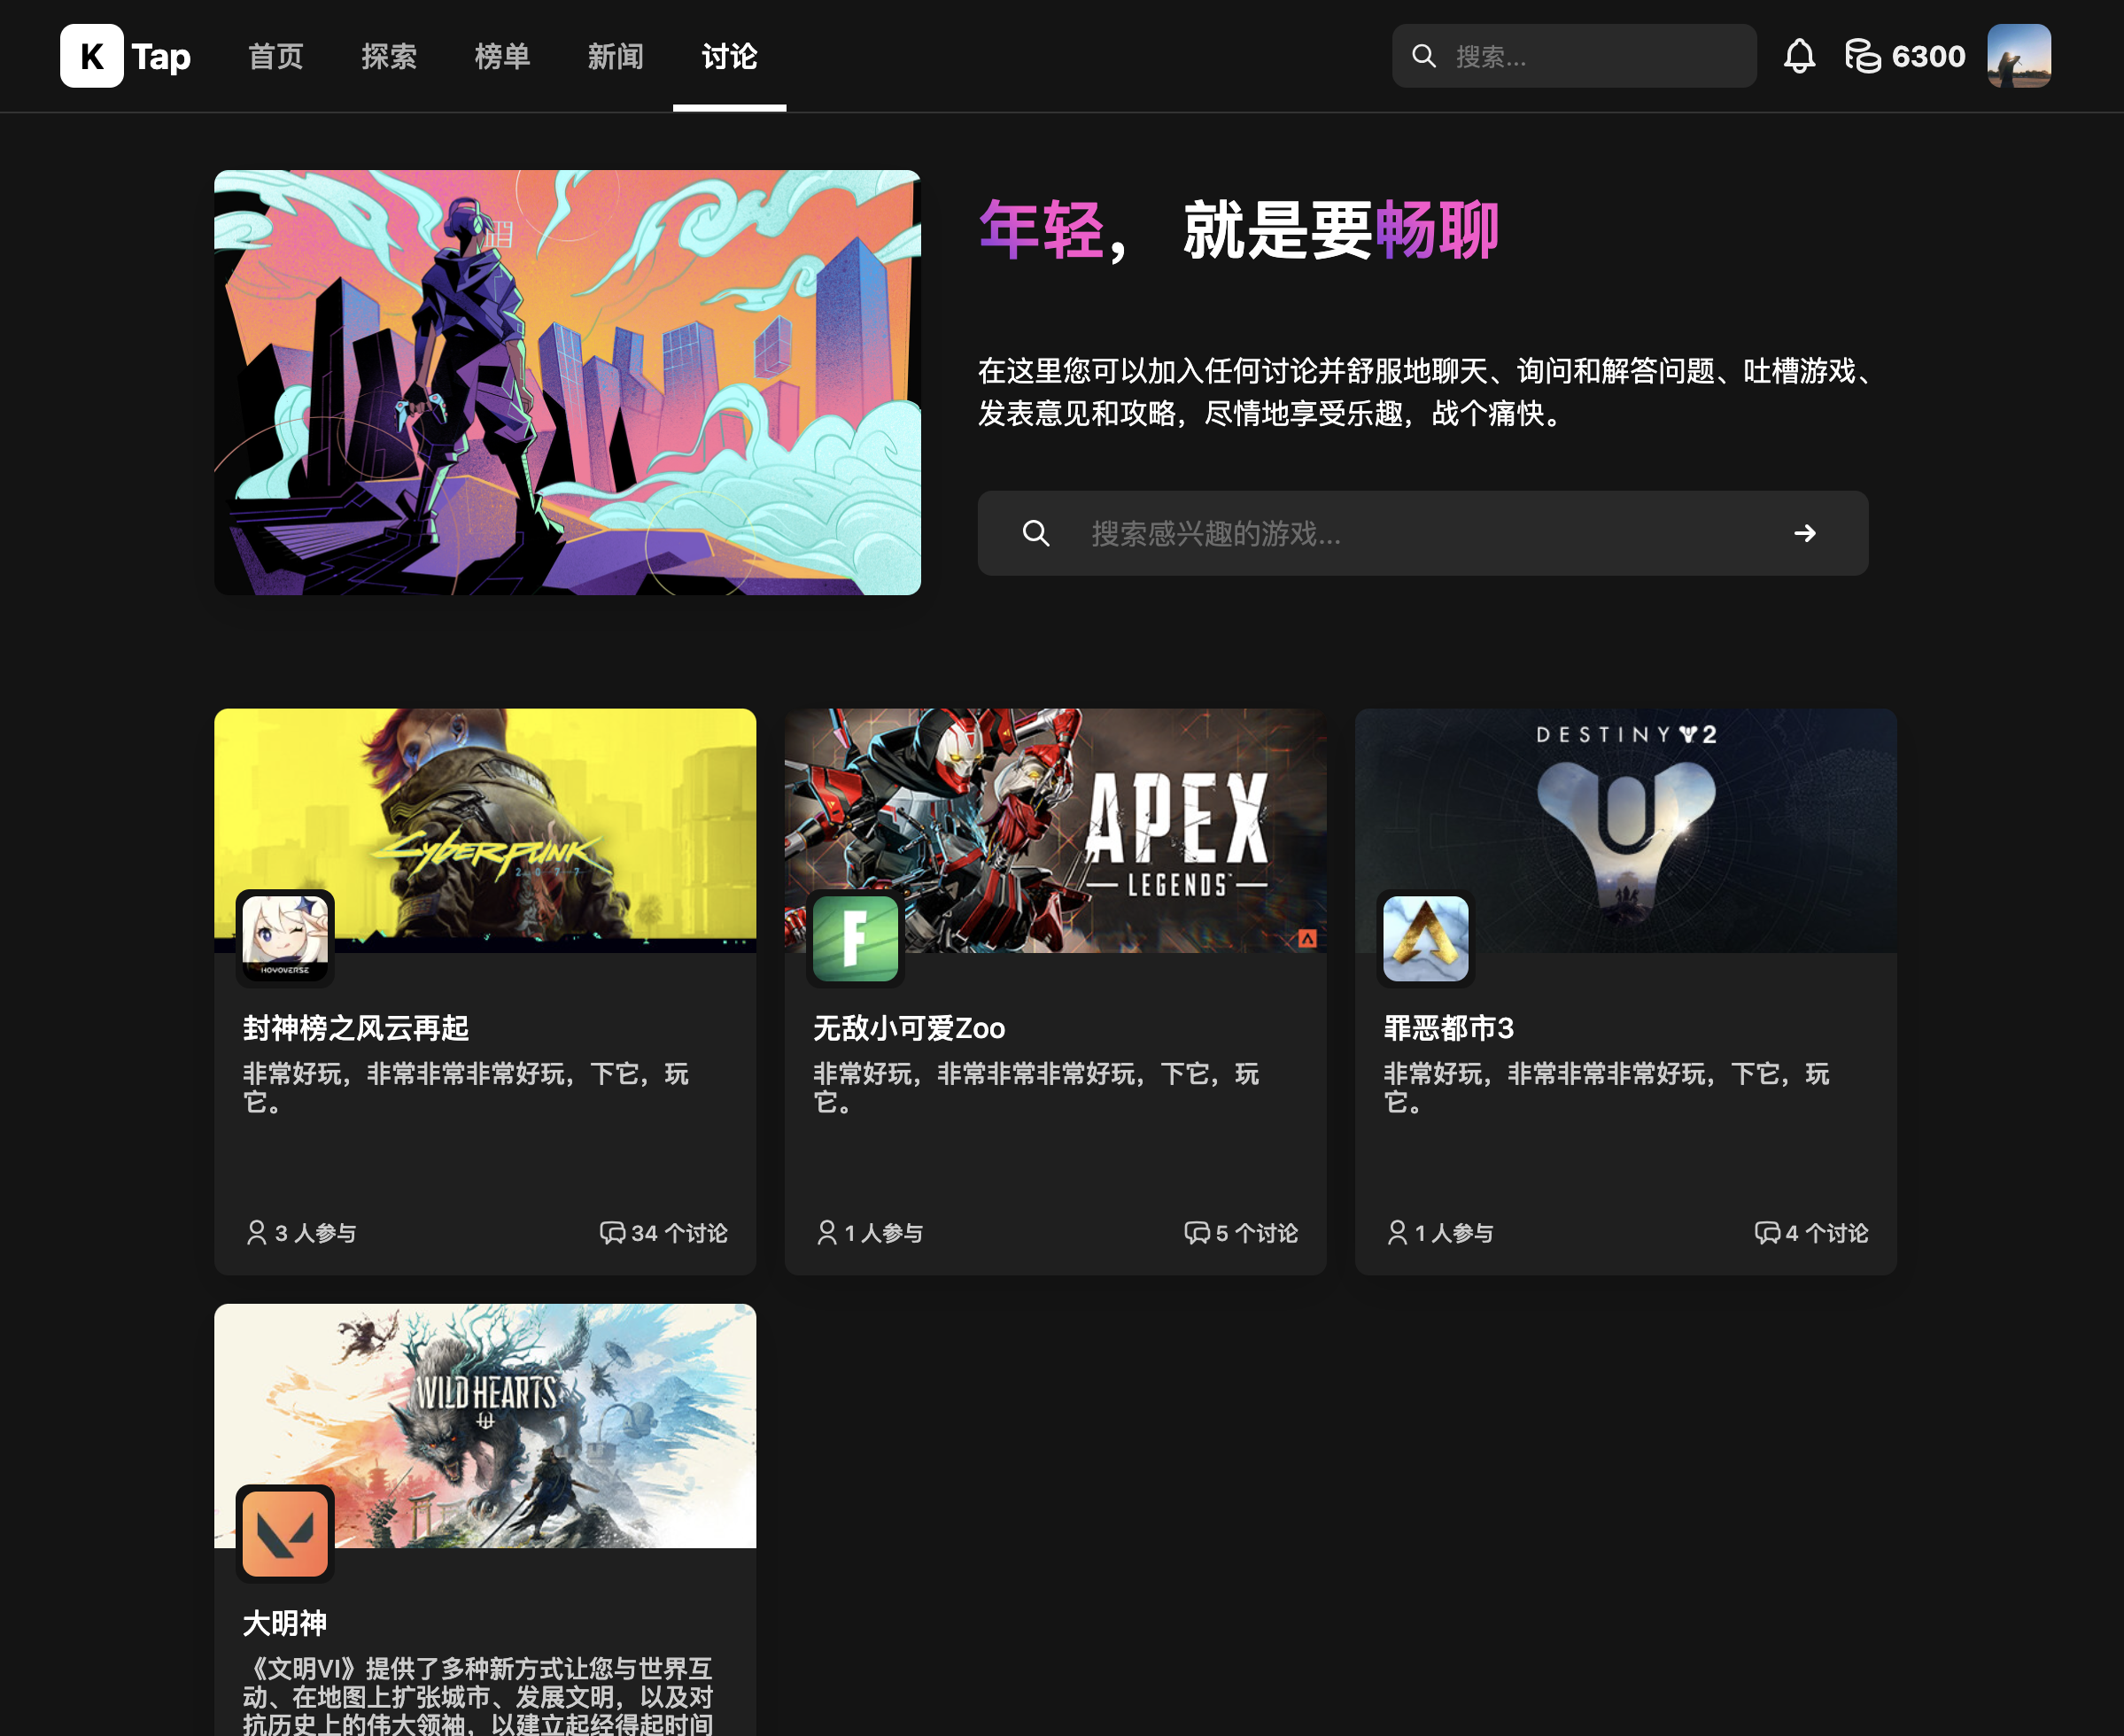 K Tap 首页 探索 榜单 新闻 讨论 搜索... 6300
年轻， 就是要畅聊
在这里您可以加入任何讨论并舒服地聊天、询问和解答问题、吐槽游戏、
发表意见和攻略，尽情地享受乐趣，战个痛快。
搜索感兴趣的游戏...
CYBERPUNK
2077
HOYOVERSE
封神榜之风云再起
非常好玩，非常非常非常好玩，下它，玩
它。
3 人参与 34 个讨论
APEX
LEGENDS
F
无敌小可爱Zoo
非常好玩，非常非常非常好玩，下它，玩
它。
1 人参与 5 个讨论
DESTINY 2
罪恶都市3
非常好玩，非常非常非常好玩，下它，玩
它。
1 人参与 4 个讨论
WILD HEARTS
大明神
《文明VI》提供了多种新方式让您与世界互
动、在地图上扩张城市、发展文明，以及对
抗历史上的伟大领袖，以建立起经得起时间